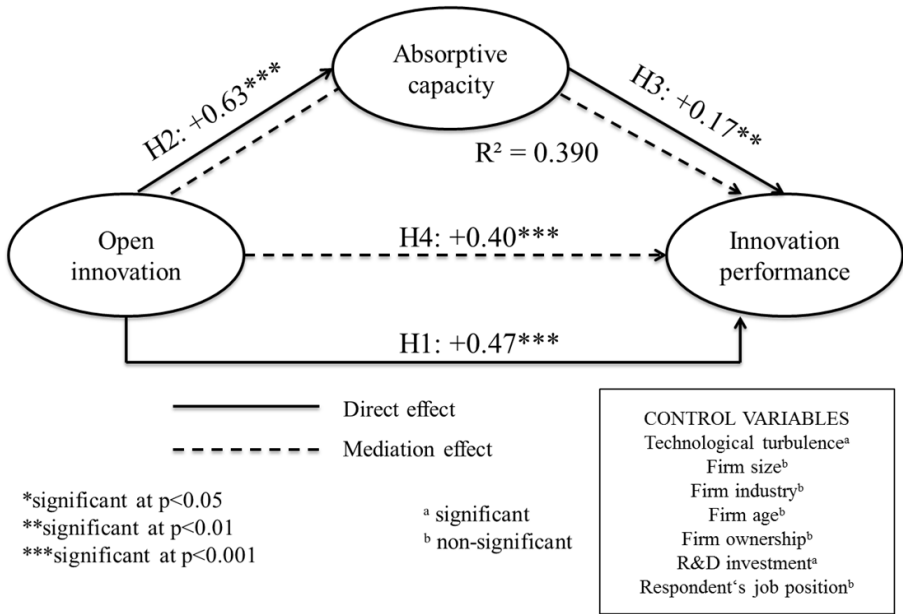 Absorptive
capacity
H2: +0.63***
H3: +0.17**
R² = 0.390
Open
innovation
H4: +0.40***
Innovation
performance
H1: +0.47***
Direct effect
Mediation effect
*significant at p<0.05
**significant at p<0.01
***significant at p<0.001
ᵃ significant
ᵇ non-significant
CONTROL VARIABLES
Technological turbulenceᵃ
Firm sizeᵇ
Firm industryᵇ
Firm ageᵇ
Firm ownershipᵇ
R&D investmentᵃ
Respondent‘s job positionᵇ